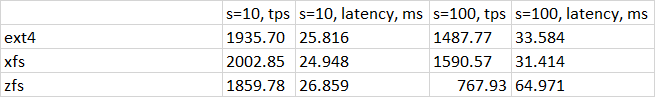 s=10, tps s=10, latency, ms s=100, tps s=100, latency, ms
ext4 1935.70 25.816 1487.77 33.584
xfs 2002.85 24.948 1590.57 31.414
zfs 1859.78 26.859 767.93 64.971